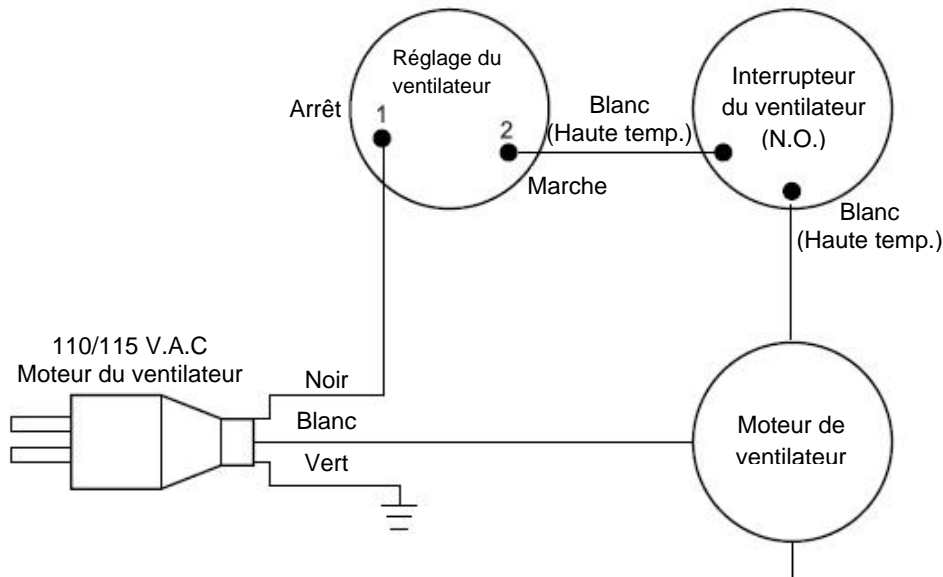 Réglage du
ventilateur
Arrêt
1
2
Marche
Blanc
(Haute temp.)
Interrupteur
du ventilateur
(N.O.)
Blanc
(Haute temp.)
110/115 V.A.C
Moteur du ventilateur
Noir
Blanc
Vert
Moteur de
ventilateur